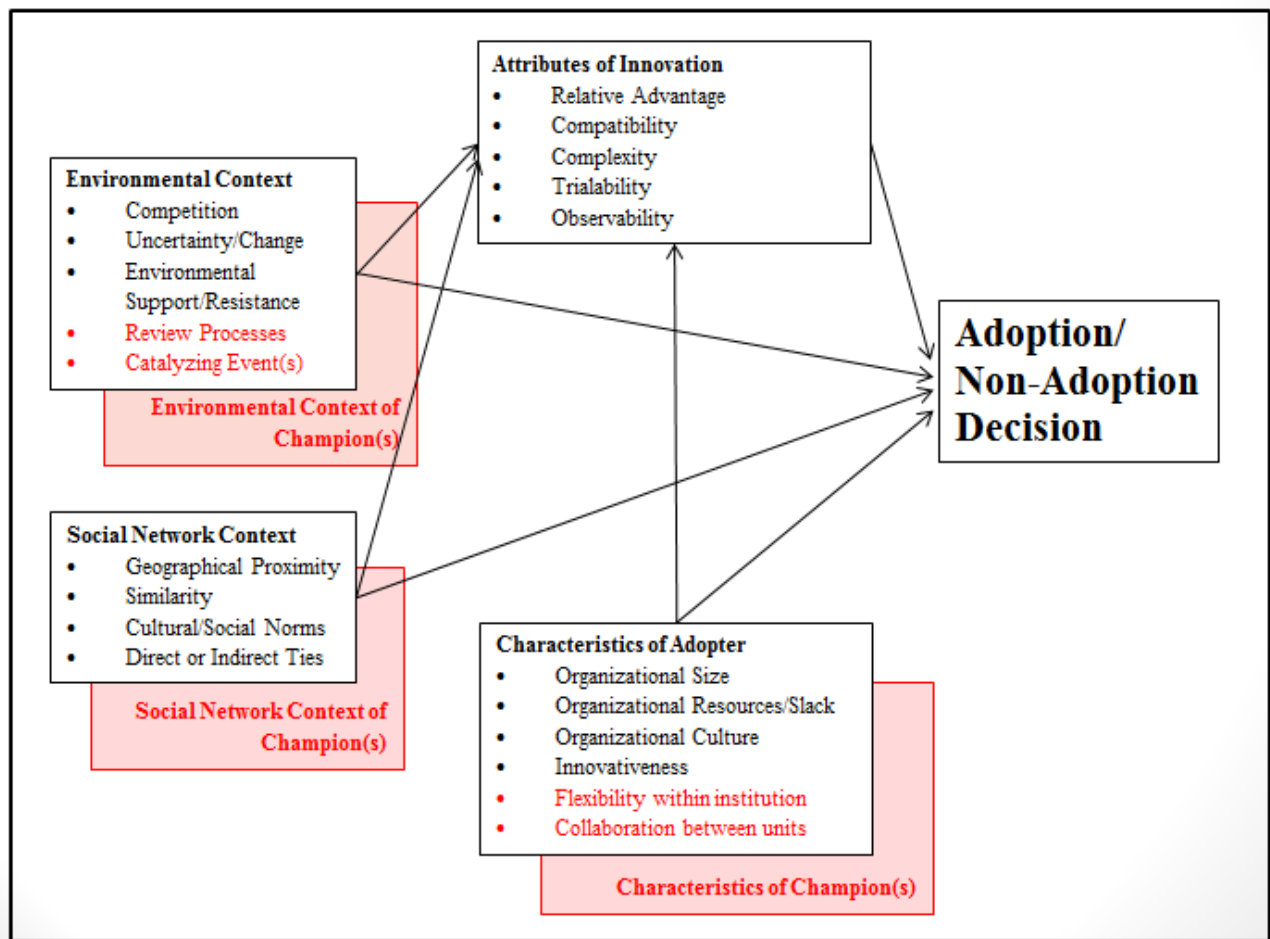 Attributes of Innovation
• Relative Advantage
• Compatibility
• Complexity
• Trialability
• Observability
Environmental Context
• Competition
• Uncertainty/Change
• Environmental
Support/Resistance
• Review Processes
• Catalyzing Event(s)
Environmental Context of
Champion(s)
Adoption/
Non-Adoption
Decision
Social Network Context
• Geographical Proximity
• Similarity
• Cultural/Social Norms
• Direct or Indirect Ties
Social Network Context of
Champion(s)
Characteristics of Adopter
• Organizational Size
• Organizational Resources/Slack
• Organizational Culture
• Innovativeness
• Flexibility within institution
• Collaboration between units
Characteristics of Champion(s)